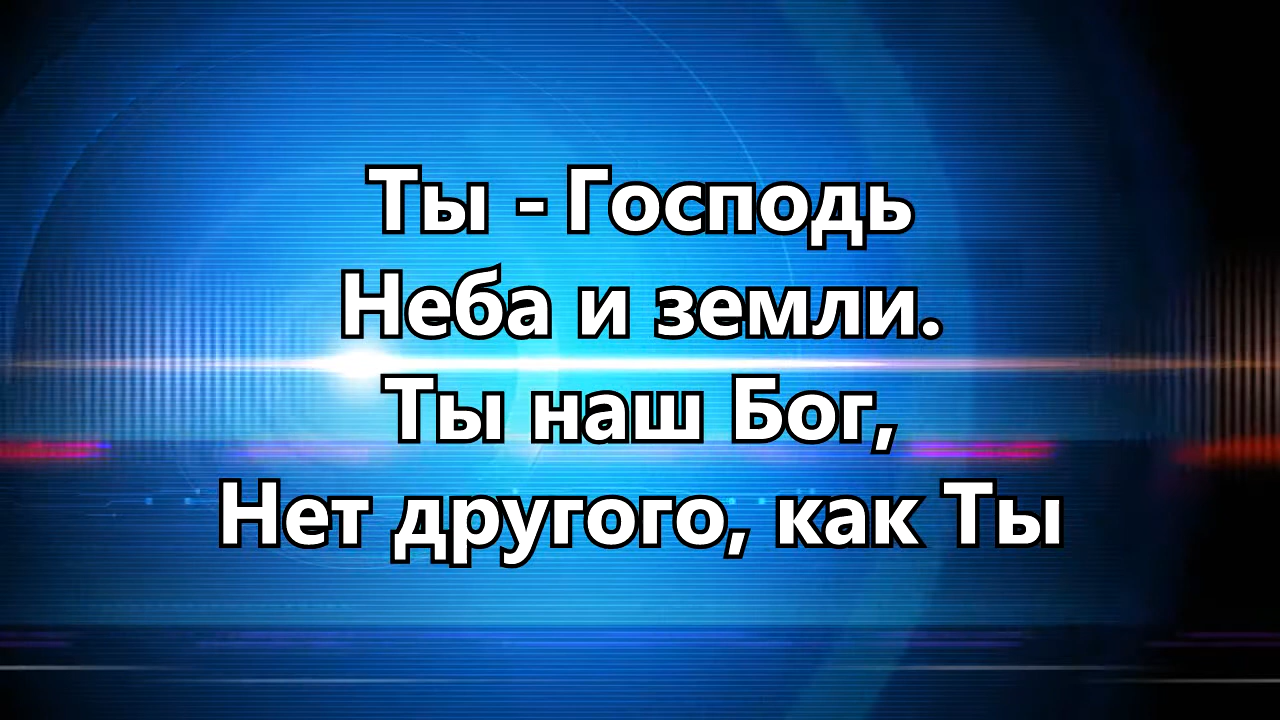 Ты - Господь
Неба и земли.
Ты наш Бог,
Нет другого, как Ты